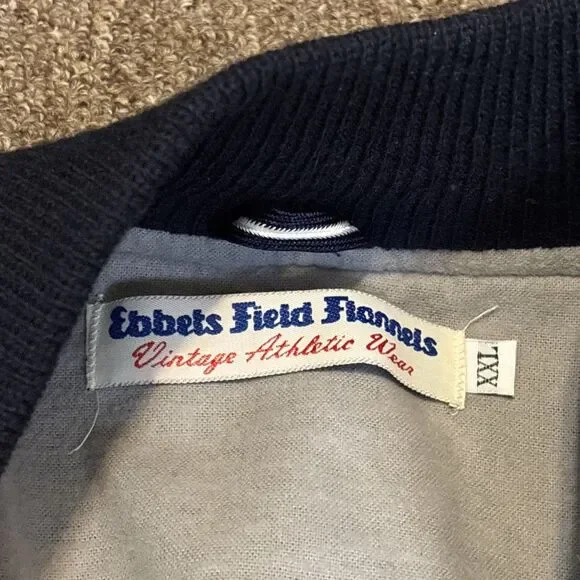 Ebbets Field Flannels
Vintage Athletic Wear
XXL